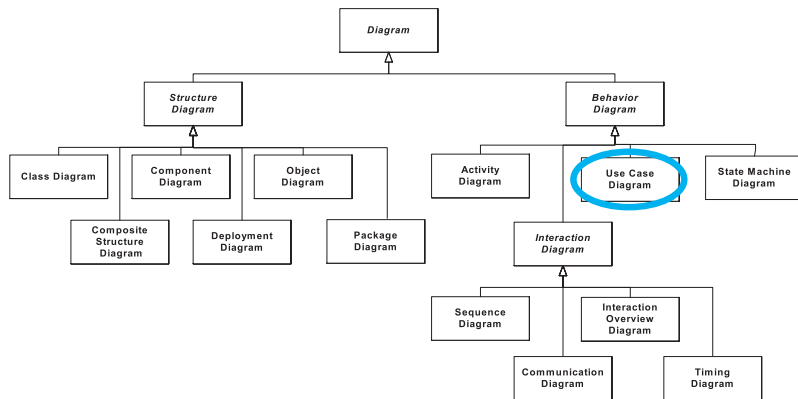 Diagram
Structure
Diagram
Behavior
Diagram
Class Diagram
Component
Diagram
Object
Diagram
Activity
Diagram
Use Case
Diagram
State Machine
Diagram
Composite
Structure
Diagram
Deployment
Diagram
Package
Diagram
Interaction
Diagram
Sequence
Diagram
Interaction
Overview
Diagram
Communication
Diagram
Timing
Diagram